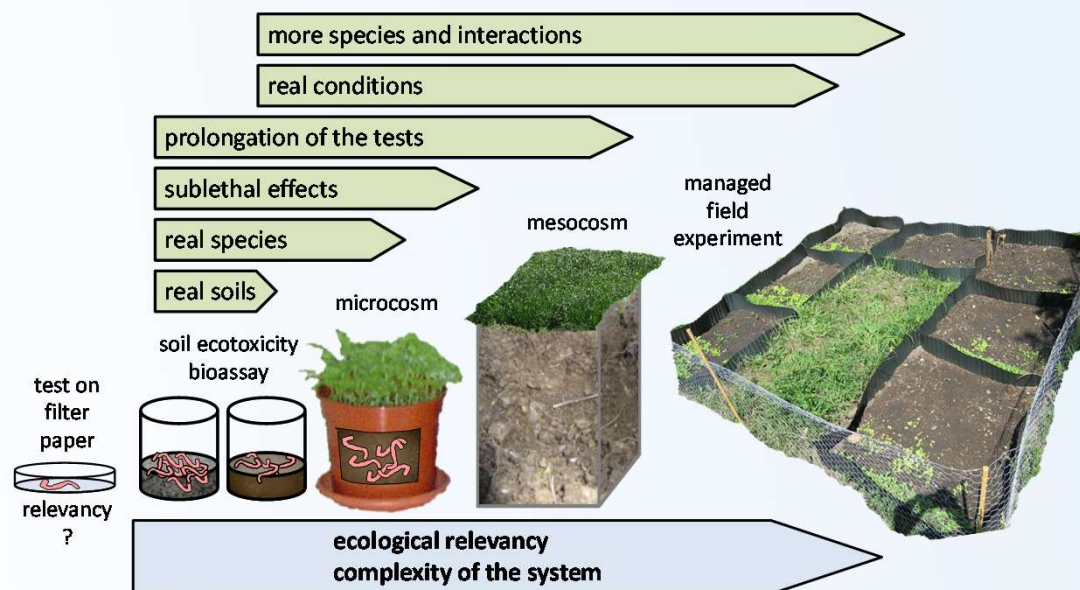 more species and interactions
real conditions
prolongation of the tests
sublethal effects
real species
real soils
managed
field
experiment
mesocosm
microcosm
soil ecotoxicity
bioassay
test on
filter
paper
relevancy
?
ecological relevancy
complexity of the system